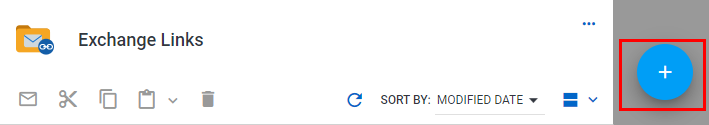 Exchange Links
SORT BY: MODIFIED DATE